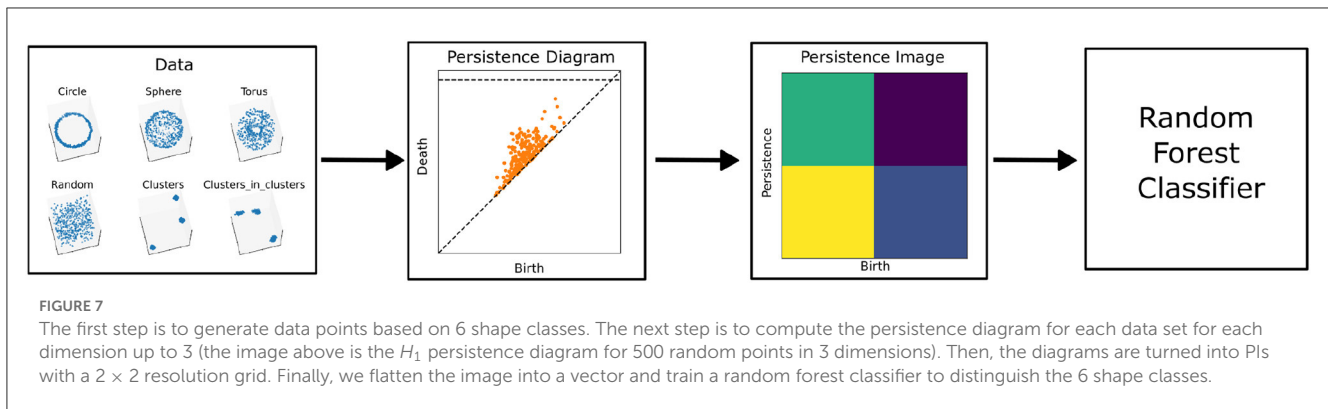 Data
Circle
Sphere
Torus
Random
Clusters
Clusters_in_clusters
Persistence Diagram
Death
Birth
Persistence Image
Persistence
Birth
Random
Forest
Classifier
FIGURE 7
The first step is to generate data points based on 6 shape classes. The next step is to compute the persistence diagram for each data set for each
dimension up to 3 (the image above is the H₁ persistence diagram for 500 random points in 3 dimensions). Then, the diagrams are turned into PIs
with a 2 × 2 resolution grid. Finally, we flatten the image into a vector and train a random forest classifier to distinguish the 6 shape classes.